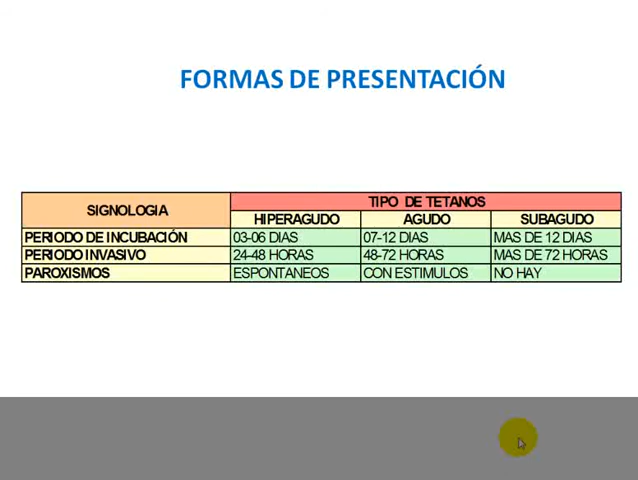 FORMAS DE PRESENTACIÓN
SIGNOLOGIA TIPO DE TETANOS
HIPERAGUDO AGUDO SUBAGUDO
PERIODO DE INCUBACIÓN 03-06 DIAS 07-12 DIAS MAS DE 12 DIAS
PERIODO INVASIVO 24-48 HORAS 48-72 HORAS MAS DE 72 HORAS
PAROXISMOS ESPONTANEOS CON ESTIMULOS NO HAY